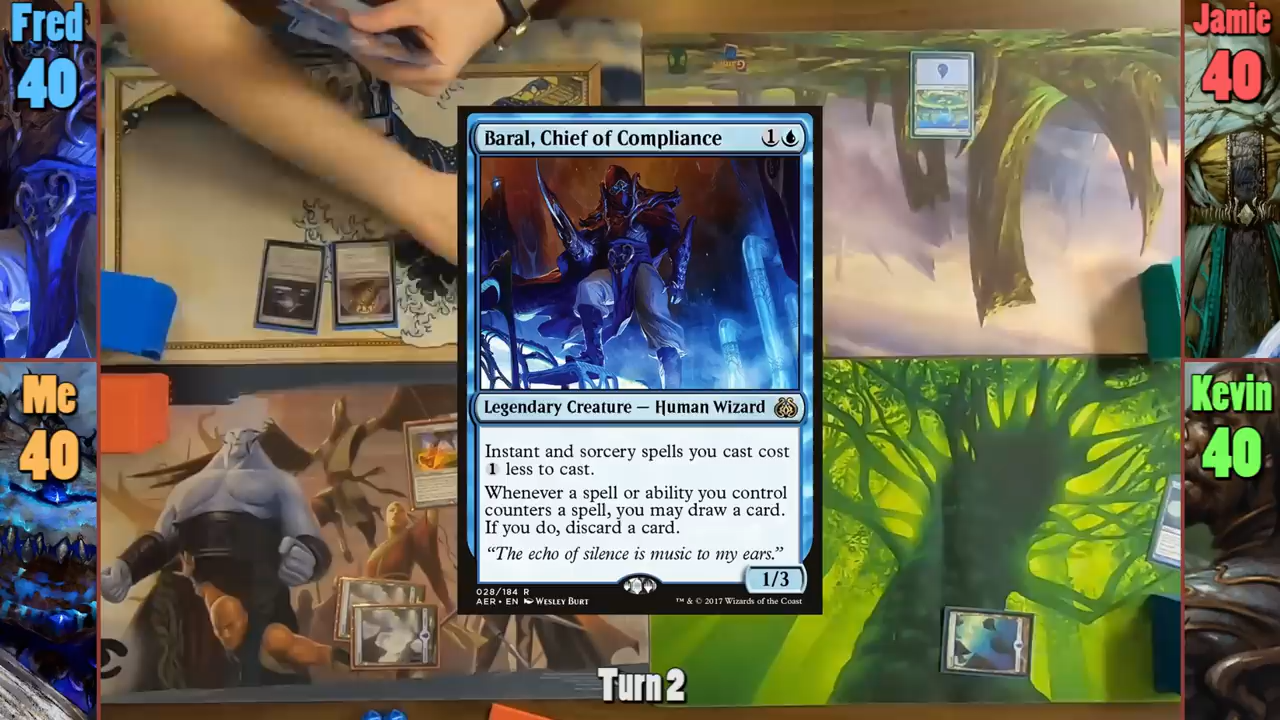 Fred
40
Jamie
40
Baral, Chief of Compliance 1
Legendary Creature — Human Wizard
Instant and sorcery spells you cast cost
1 less to cast.
Whenever a spell or ability you control
counters a spell, you may draw a card.
If you do, discard a card.
“The echo of silence is music to my ears.”
1/3
028/184 R
AER • EN WESLEY BURT
™ & © 2017 Wizards of the Coast
Me
40
Kevin
40
Turn 2